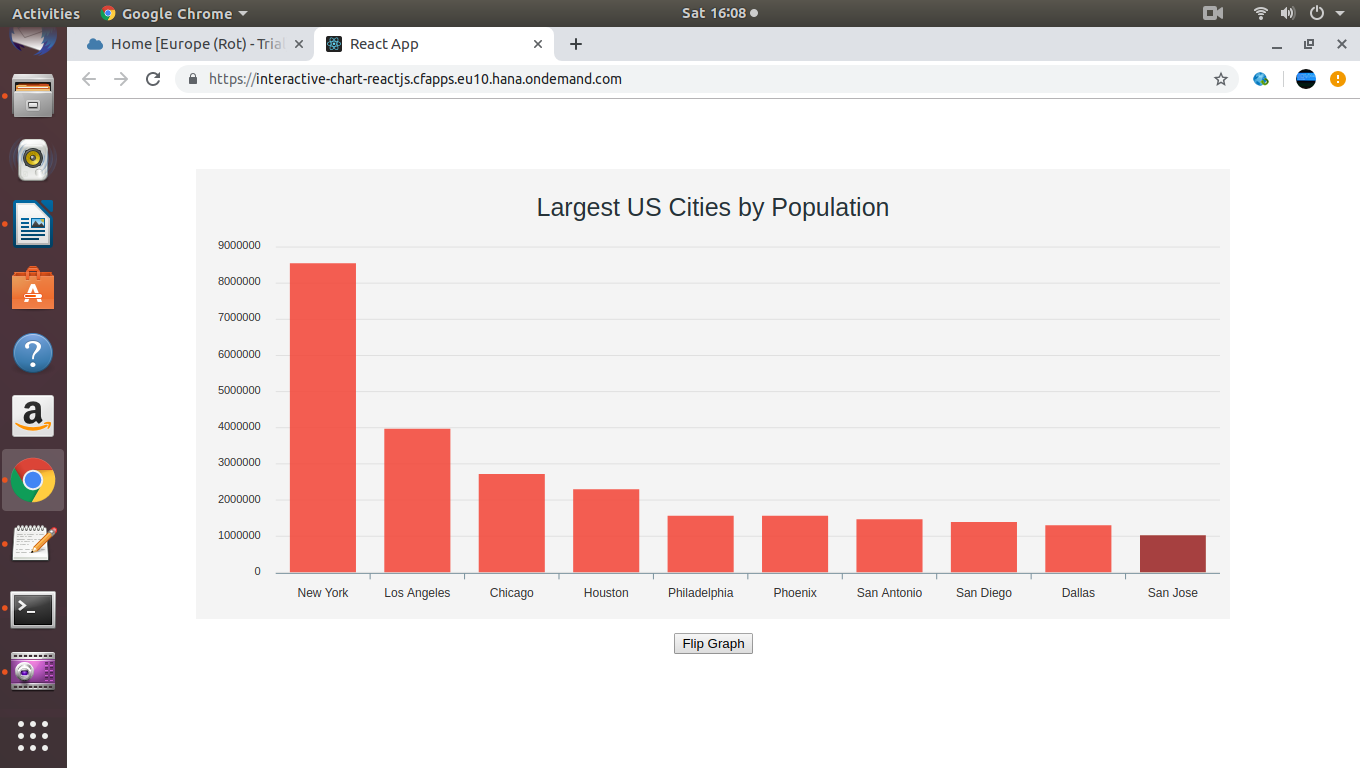 Activities Google Chrome Sat 16:08
Home [Europe (Rot) - Trial React App
https://interactive-chart-reactjs.cfapps.eu10.hana.ondemand.com
Largest US Cities by Population
9000000
8000000
7000000
6000000
5000000
4000000
3000000
2000000
1000000
0
New York Los Angeles Chicago Houston Philadelphia Phoenix San Antonio San Diego Dallas San Jose
Flip Graph